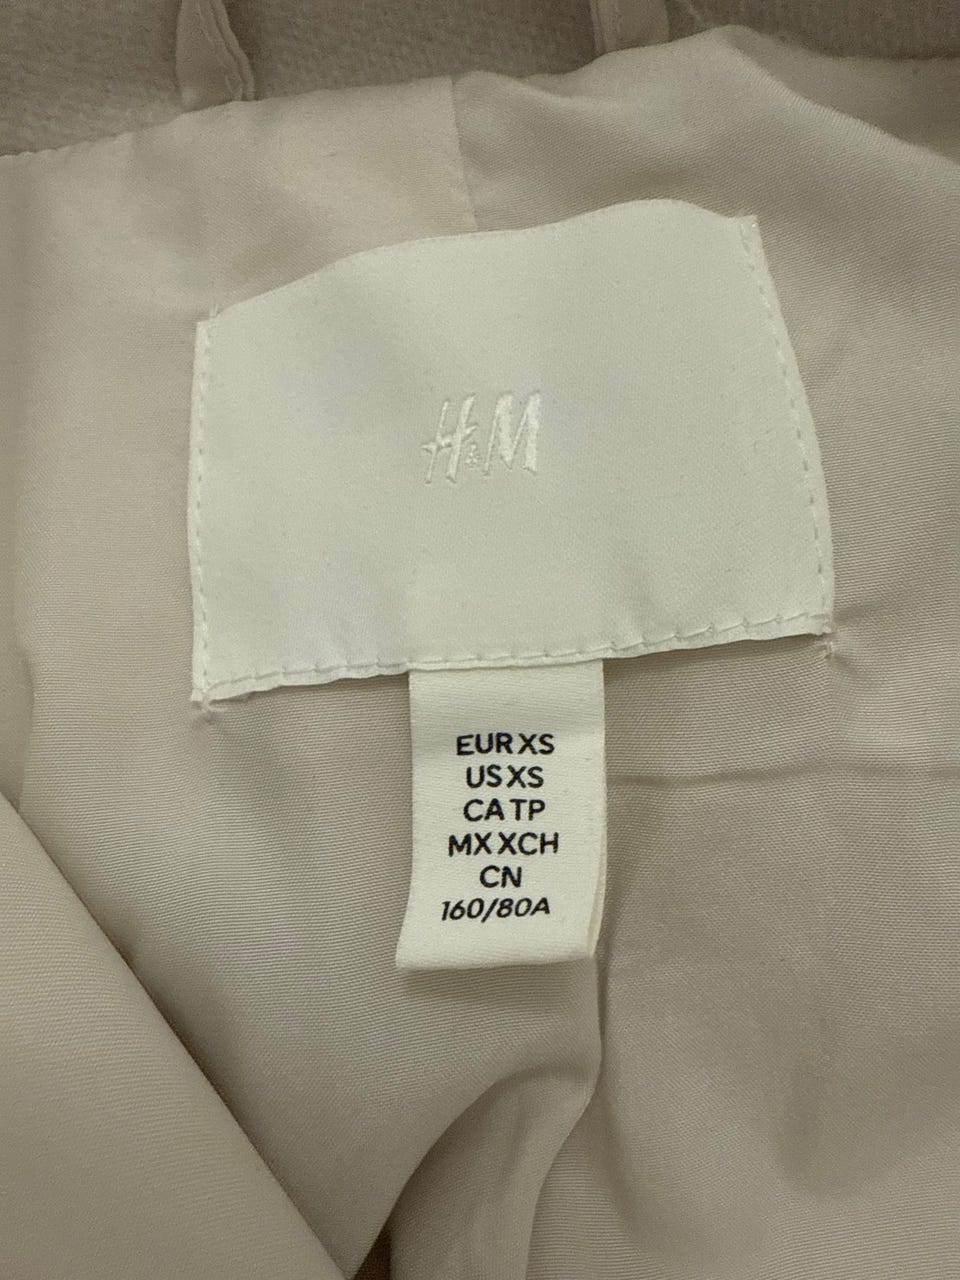 H&M
EUR XS
US XS
CA TP
MX XCH
CN
160/80A